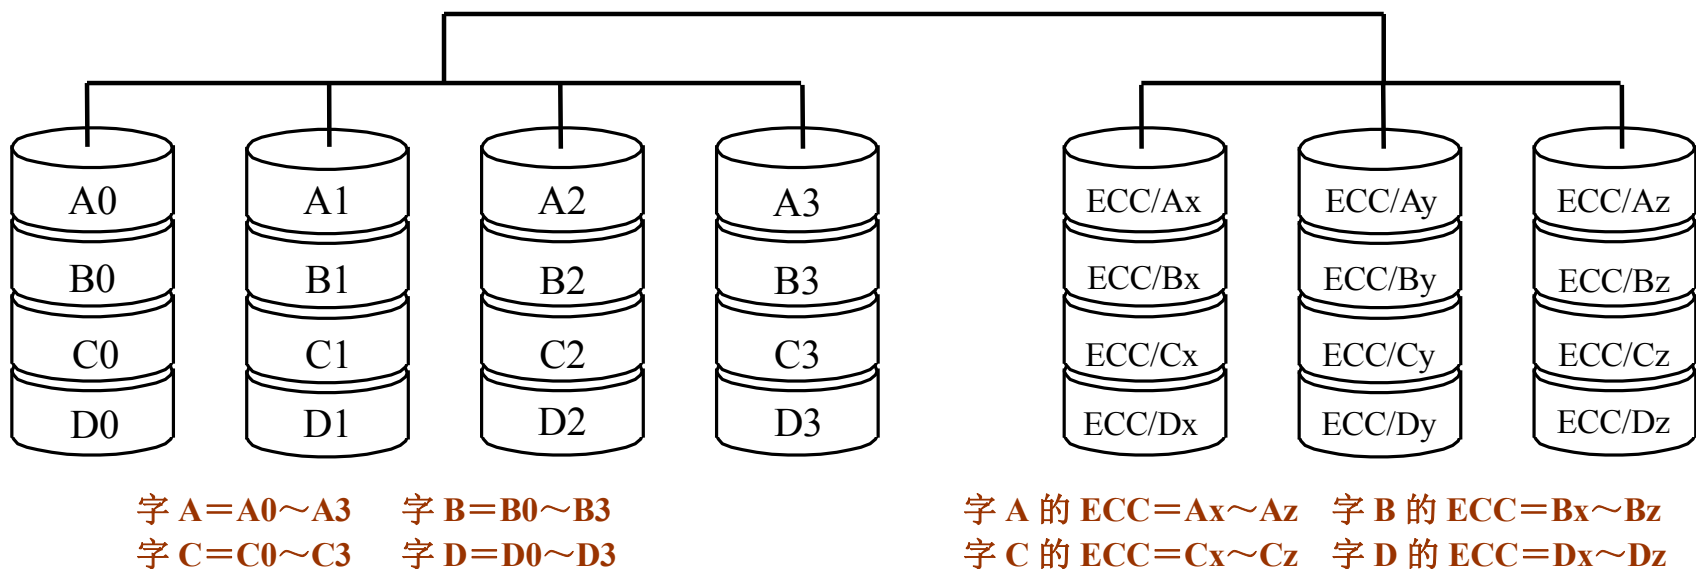 A0 A1 A2 A3 ECC/Ax ECC/Ay ECC/Az
B0 B1 B2 B3 ECC/Bx ECC/By ECC/Bz
C0 C1 C2 C3 ECC/Cx ECC/Cy ECC/Cz
D0 D1 D2 D3 ECC/Dx ECC/Dy ECC/Dz
字 A=A0～A3 字 B=B0～B3 字 A 的 ECC=Ax～Az 字 B 的 ECC=Bx～Bz
字 C=C0～C3 字 D=D0～D3 字 C 的 ECC=Cx～Cz 字 D 的 ECC=Dx～Dz